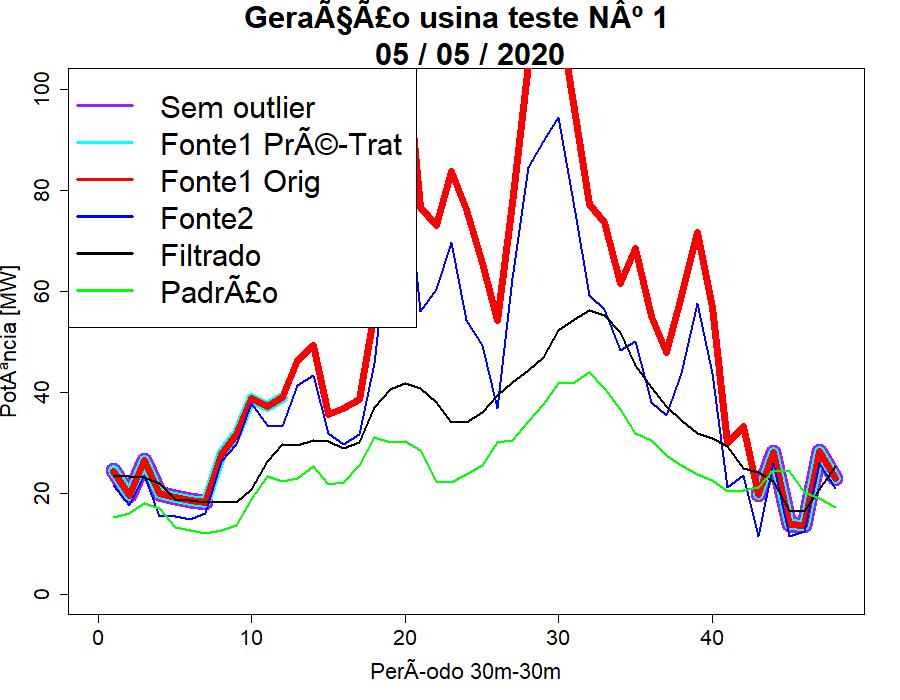 GeraÃ§Ã£o usina teste NÂº 1
05 / 05 / 2020
Sem outlier
Fonte1 PrÃ©-Trat
Fonte1 Orig
Fonte2
Filtrado
PadrÃ£o
PotÃªncia [MW]
100
80
60
40
20
0
0 10 20 30 40
PerÃ-odo 30m-30m